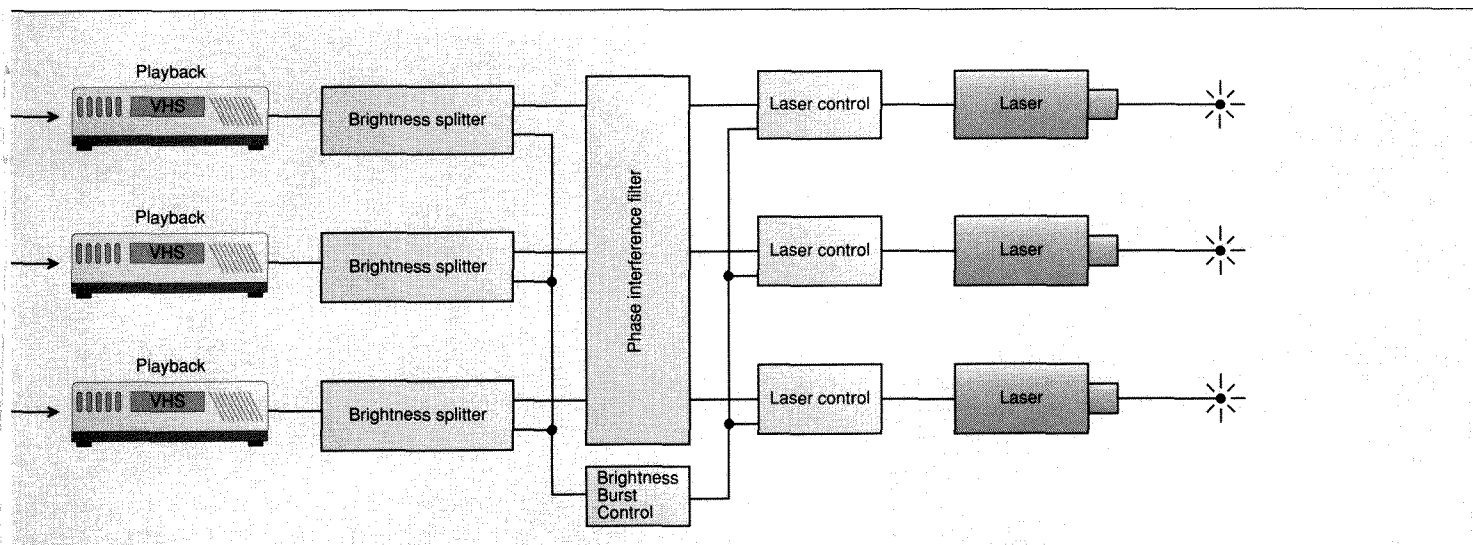 Playback
VHS
Brightness splitter
Laser control
Laser
Playback
VHS
Brightness splitter
Phase interference filter
Laser control
Laser
Playback
VHS
Brightness splitter
Laser control
Laser
Brightness
Burst
Control